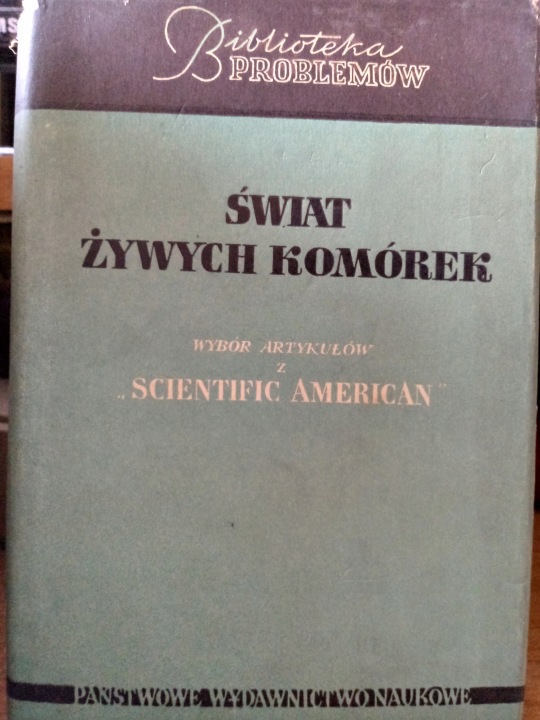 Biblioteka
PROBLEMÓW
ŚWIAT
ŻYWYCH KOMÓREK
WYBÓR ARTYKUŁÓW
Z
„SCIENTIFIC AMERICAN”
PAŃSTWOWE WYDAWNICTWO NAUKOWE